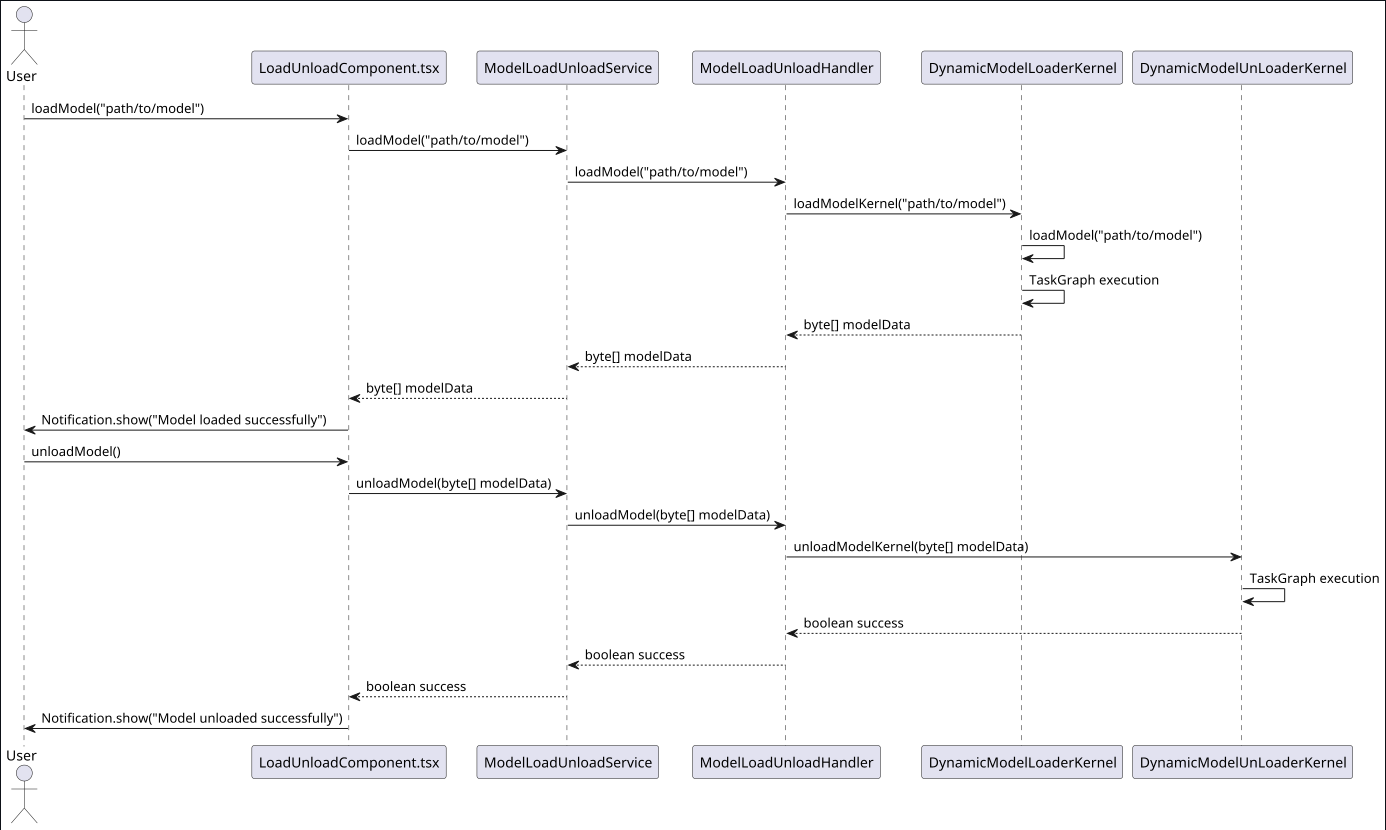 User
LoadUnloadComponent.tsx
ModelLoadUnloadService
ModelLoadUnloadHandler
DynamicModelLoaderKernel
DynamicModelUnLoaderKernel
loadModel("path/to/model")
loadModel("path/to/model")
loadModel("path/to/model")
loadModelKernel("path/to/model")
loadModel("path/to/model")
TaskGraph execution
byte[] modelData
byte[] modelData
byte[] modelData
Notification.show("Model loaded successfully")
unloadModel()
unloadModel(byte[] modelData)
unloadModel(byte[] modelData)
unloadModelKernel(byte[] modelData)
TaskGraph execution
boolean success
boolean success
boolean success
Notification.show("Model unloaded successfully")
User
LoadUnloadComponent.tsx
ModelLoadUnloadService
ModelLoadUnloadHandler
DynamicModelLoaderKernel
DynamicModelUnLoaderKernel